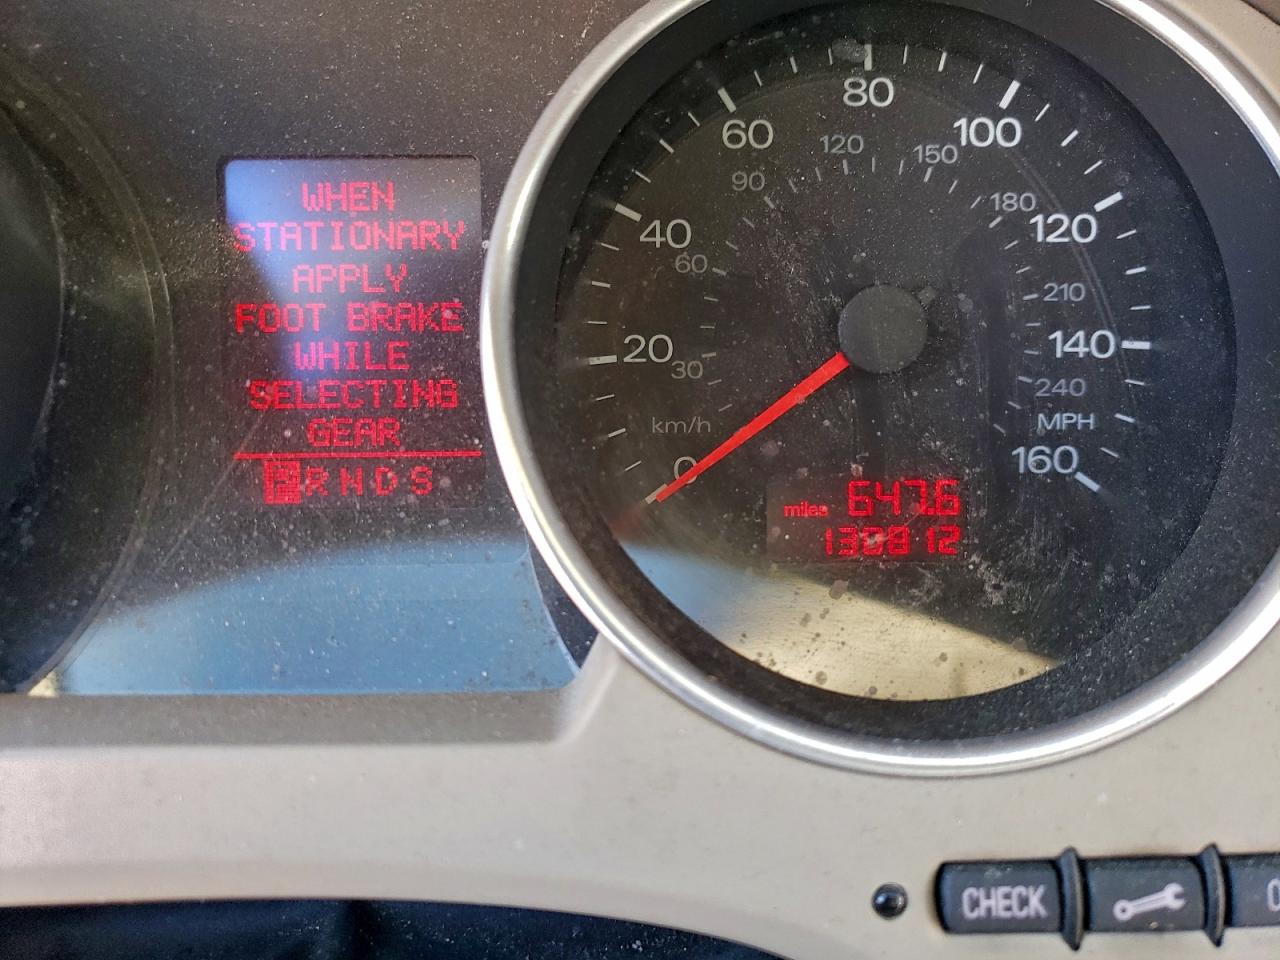 WHEN
STATIONARY
APPLY
FOOT BRAKE
WHILE
SELECTING
GEAR
P R N D S
0
20
40
60
80
100
120
140
160
MPH
30
60
90
120
150
180
210
240
km/h
miles 647.6
130812
CHECK